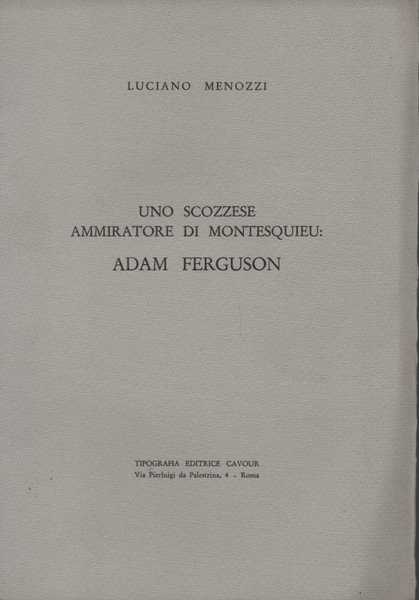 LUCIANO MENOZZI
UNO SCOZZESE
AMMIRATORE DI MONTESQUIEU:
ADAM FERGUSON
TIPOGRAFIA EDITRICE CAVOUR
Via Pierluigi da Palestrina, 4 - Roma